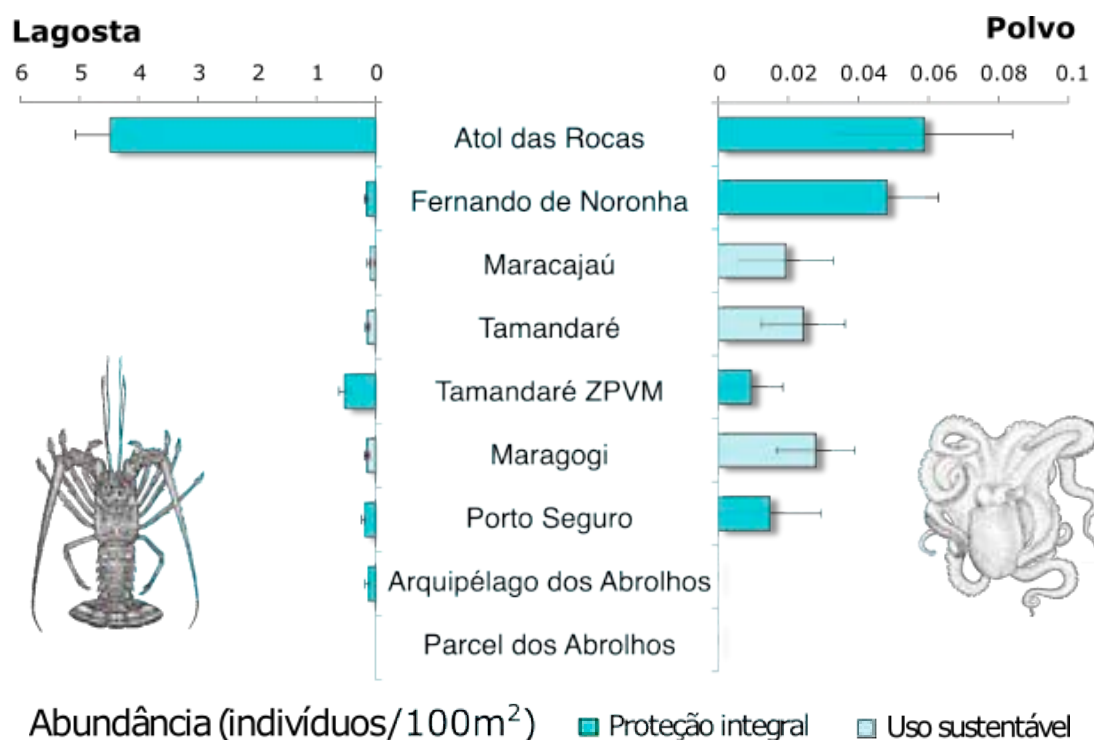 Lagosta
Polvo
6 5 4 3 2 1 0
0 0.02 0.04 0.06 0.08 0.1
Atol das Rocas
Fernando de Noronha
Maracajaú
Tamandaré
Tamandaré ZPVM
Maragogi
Porto Seguro
Arquipélago dos Abrolhos
Parcel dos Abrolhos
Abundância (indivíduos/100m²)
Proteção integral
Uso sustentável